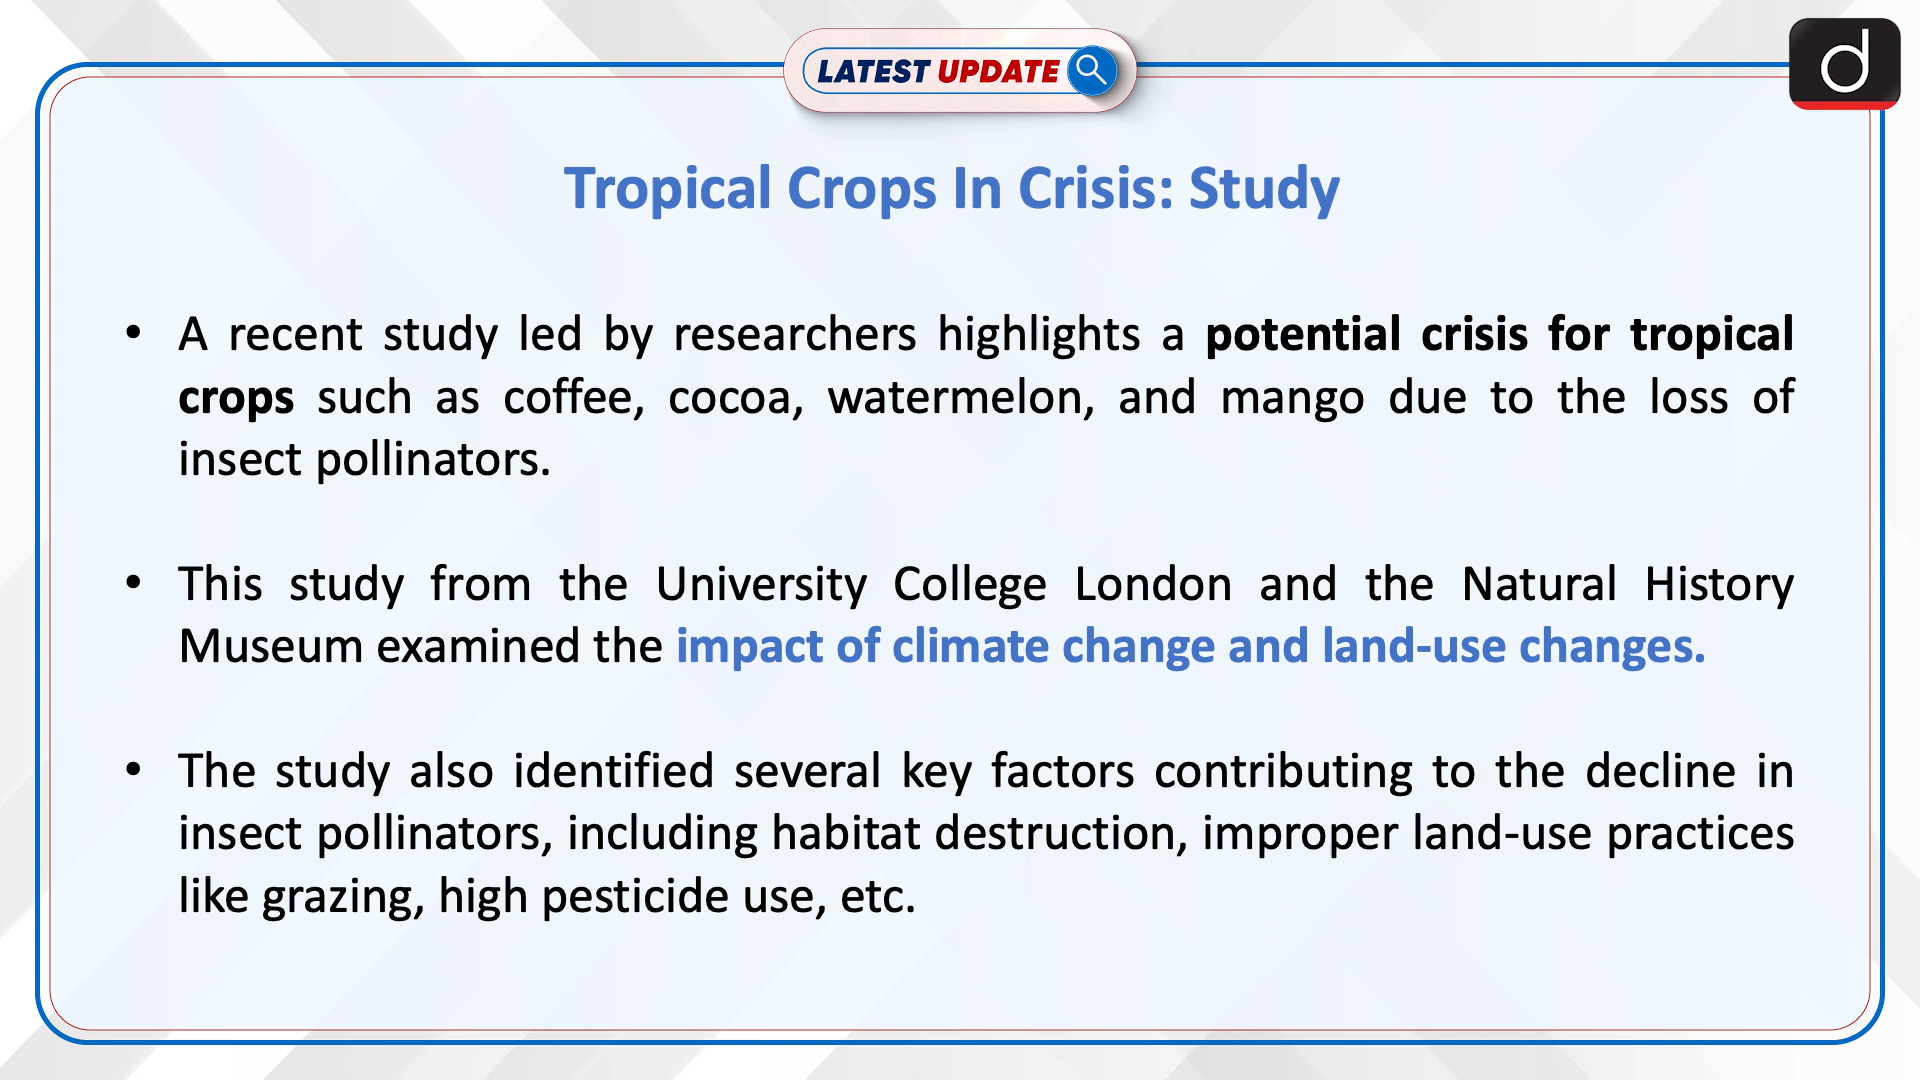 LATEST UPDATE
d
Tropical Crops In Crisis: Study
• A recent study led by researchers highlights a potential crisis for tropical
crops such as coffee, cocoa, watermelon, and mango due to the loss of
insect pollinators.
• This study from the University College London and the Natural History
Museum examined the impact of climate change and land-use changes.
• The study also identified several key factors contributing to the decline in
insect pollinators, including habitat destruction, improper land-use practices
like grazing, high pesticide use, etc.